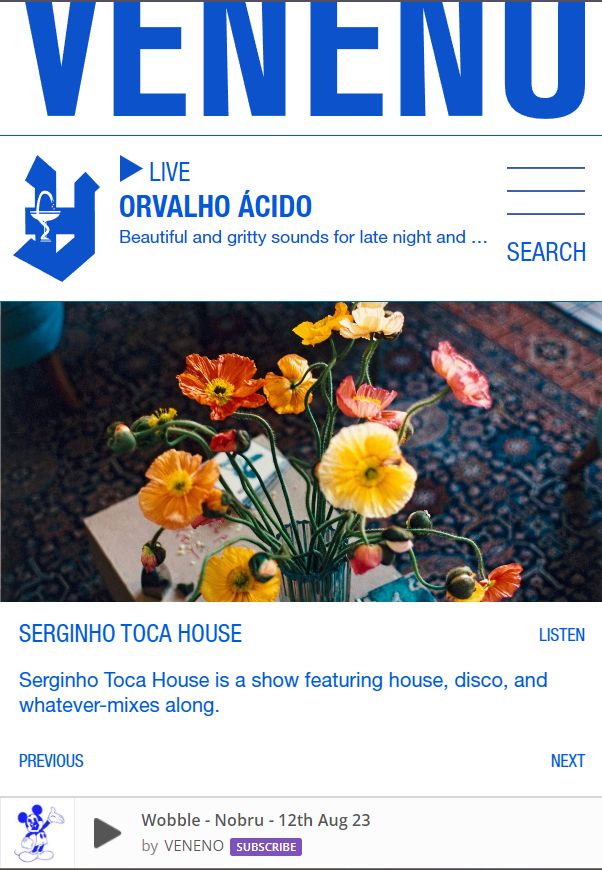 VENENO
LIVE
ORVALHO ÁCIDO
Beautiful and gritty sounds for late night and ...
SEARCH
SERGINHO TOCA HOUSE
LISTEN
Serginho Toca House is a show featuring house, disco, and
whatever-mixes along.
PREVIOUS
NEXT
Wobble - Nobru - 12th Aug 23
by VENENO SUBSCRIBE